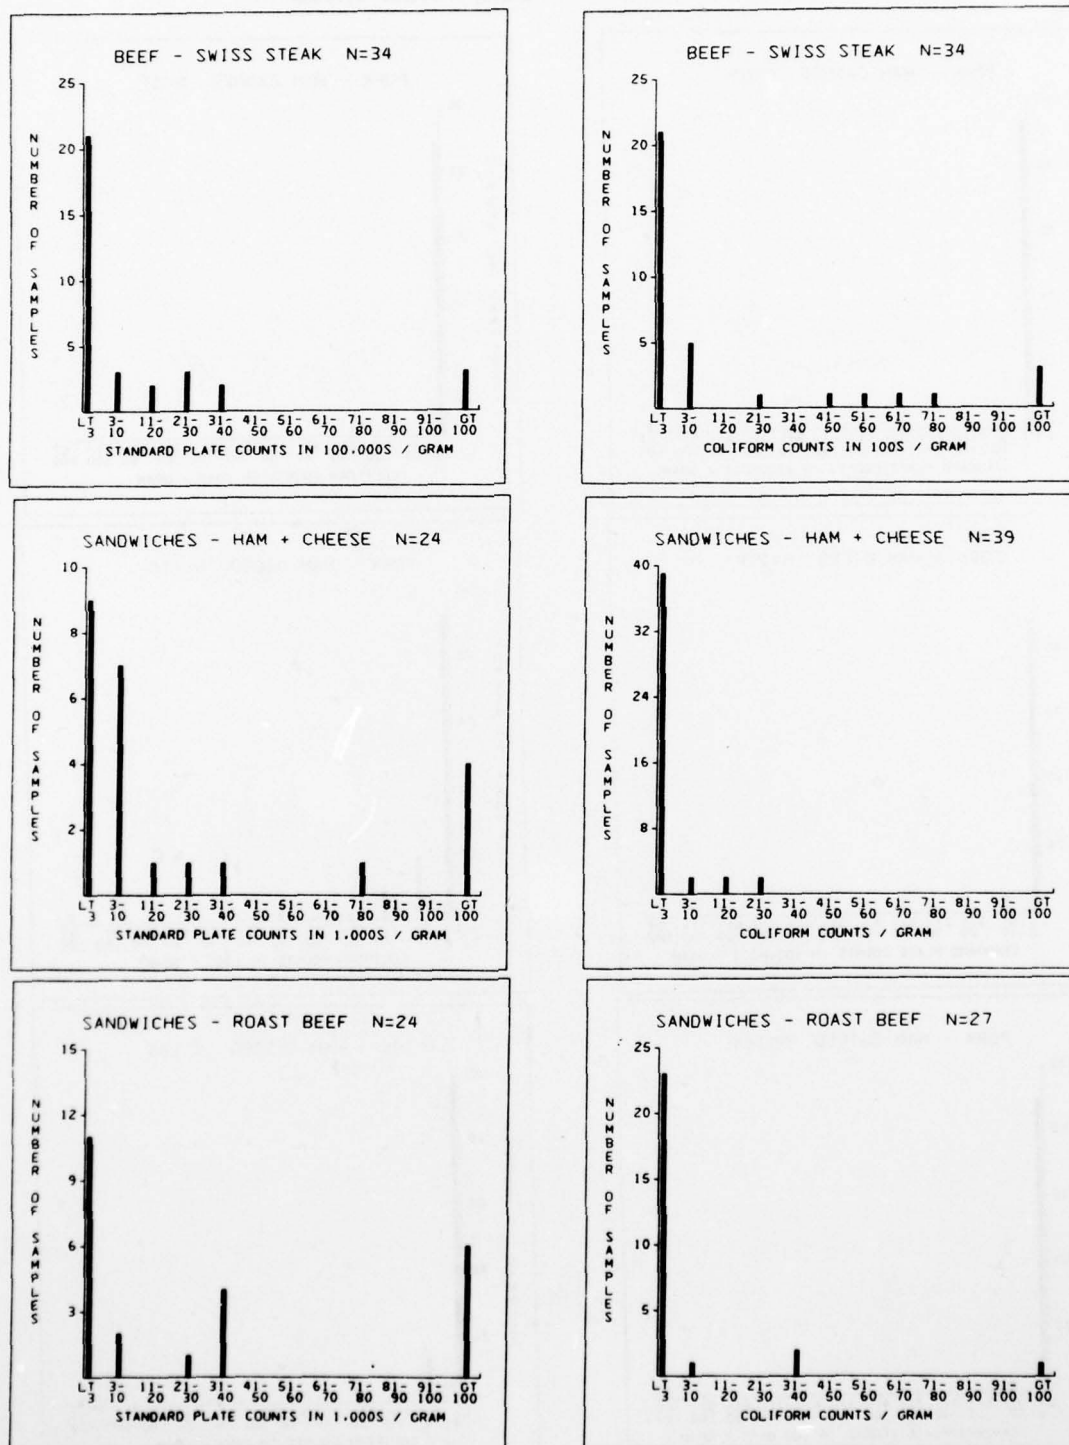 BEEF - SWISS STEAK N=34
25
20
15
10
5
NUMBER OF SAMPLES
LT 3- 11- 21- 31- 41- 51- 61- 71- 81- 91- GT
3 10 20 30 40 50 60 70 80 90 100 100
STANDARD PLATE COUNTS IN 100.000S / GRAM
BEEF - SWISS STEAK N=34
25
20
15
10
5
NUMBER OF SAMPLES
LT 3- 11- 21- 31- 41- 51- 61- 71- 81- 91- GT
3 10 20 30 40 50 60 70 80 90 100 100
COLIFORM COUNTS IN 100S / GRAM
SANDWICHES - HAM + CHEESE N=24
10
8
6
4
2
NUMBER OF SAMPLES
LT 3- 11- 21- 31- 41- 51- 61- 71- 81- 91- GT
3 10 20 30 40 50 60 70 80 90 100 100
STANDARD PLATE COUNTS IN 1.000S / GRAM
SANDWICHES - HAM + CHEESE N=39
40
32
24
16
8
NUMBER OF SAMPLES
LT 3- 11- 21- 31- 41- 51- 61- 71- 81- 91- GT
3 10 20 30 40 50 60 70 80 90 100 100
COLIFORM COUNTS / GRAM
SANDWICHES - ROAST BEEF N=24
15
12
9
6
3
NUMBER OF SAMPLES
LT 3- 11- 21- 31- 41- 51- 61- 71- 81- 91- GT
3 10 20 30 40 50 60 70 80 90 100 100
STANDARD PLATE COUNTS IN 1.000S / GRAM
SANDWICHES - ROAST BEEF N=27
25
20
15
10
5
NUMBER OF SAMPLES
LT 3- 11- 21- 31- 41- 51- 61- 71- 81- 91- GT
3 10 20 30 40 50 60 70 80 90 100 100
COLIFORM COUNTS / GRAM